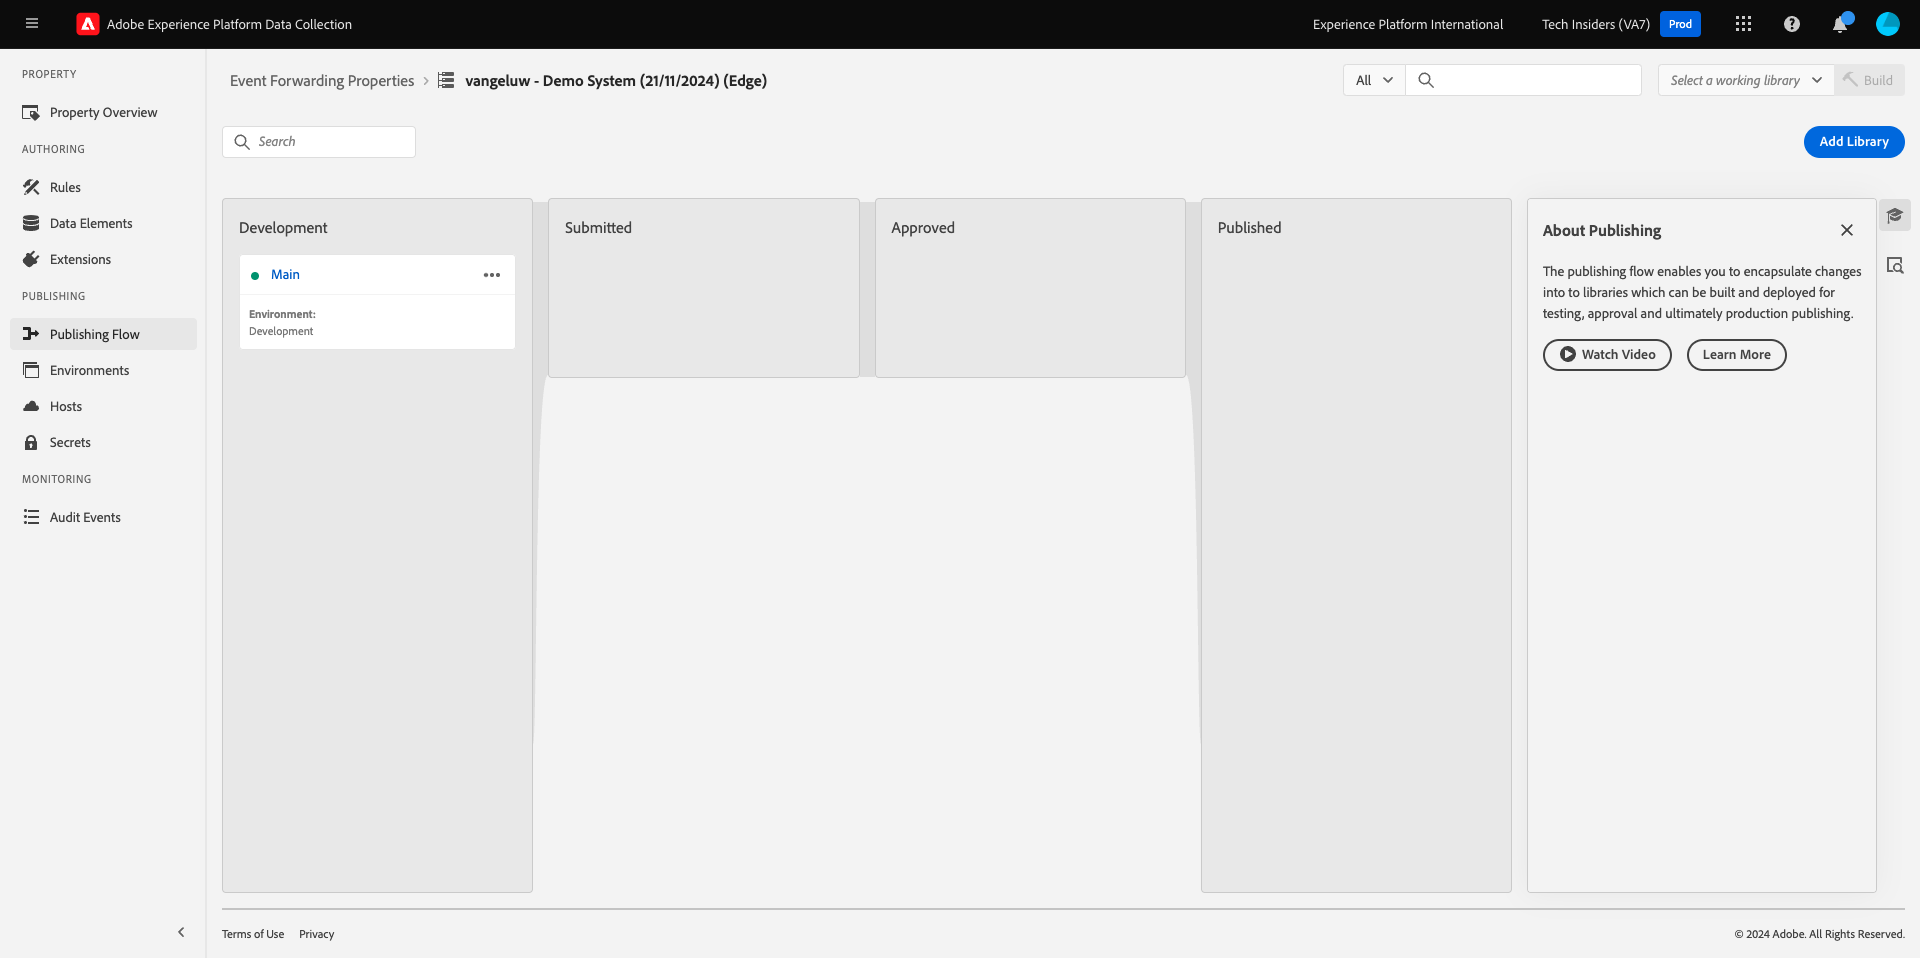 Adobe Experience Platform Data Collection
Experience Platform International
Tech Insiders (VA7)
Prod
PROPERTY
Property Overview
AUTHORING
Rules
Data Elements
Extensions
PUBLISHING
Publishing Flow
Environments
Hosts
Secrets
MONITORING
Audit Events
Event Forwarding Properties
vangeluw - Demo System (21/11/2024) (Edge)
All
Select a working library
Build
Search
Add Library
Development
Main
Environment:
Development
Submitted
Approved
Published
About Publishing
The publishing flow enables you to encapsulate changes
into to libraries which can be built and deployed for
testing, approval and ultimately production publishing.
Watch Video
Learn More
Terms of Use
Privacy
© 2024 Adobe. All Rights Reserved.